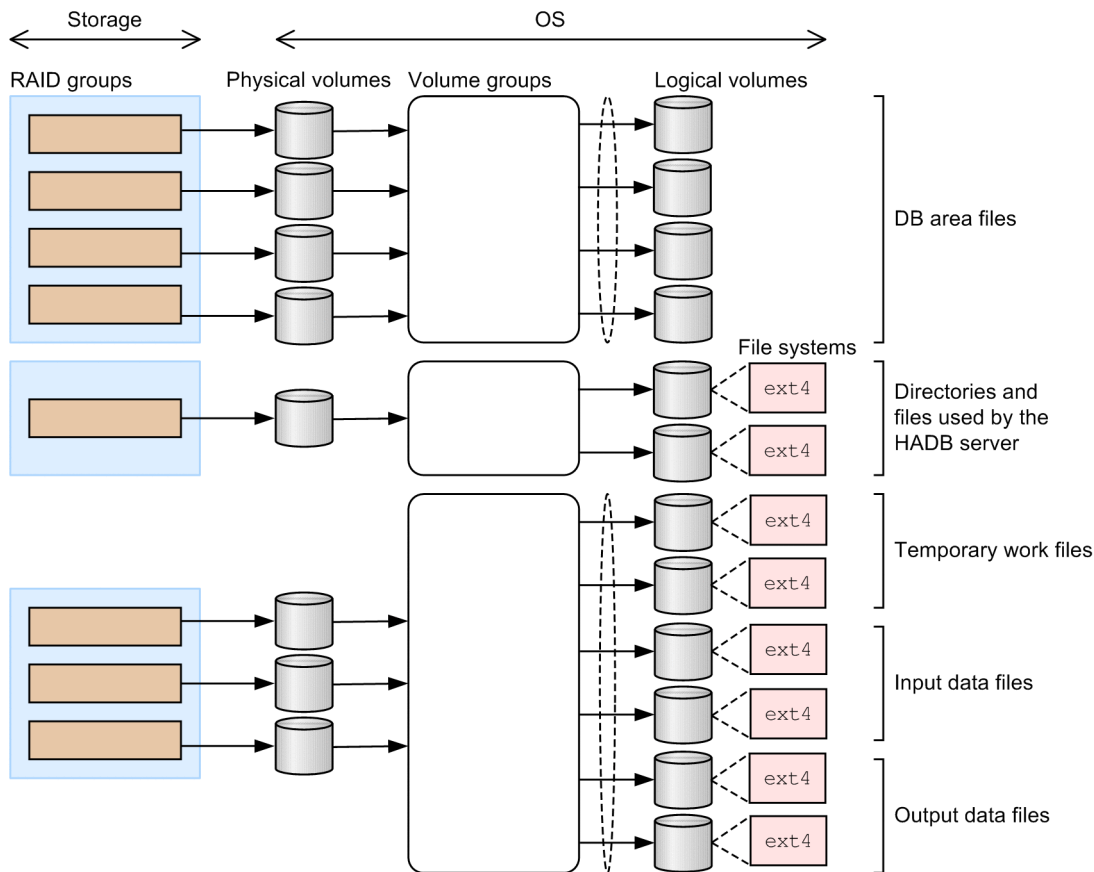 Storage
OS
RAID groups
Physical volumes
Volume groups
Logical volumes
DB area files
File systems
ext4
ext4
Directories and
files used by the
HADB server
ext4
ext4
Temporary work files
ext4
ext4
Input data files
ext4
ext4
Output data files